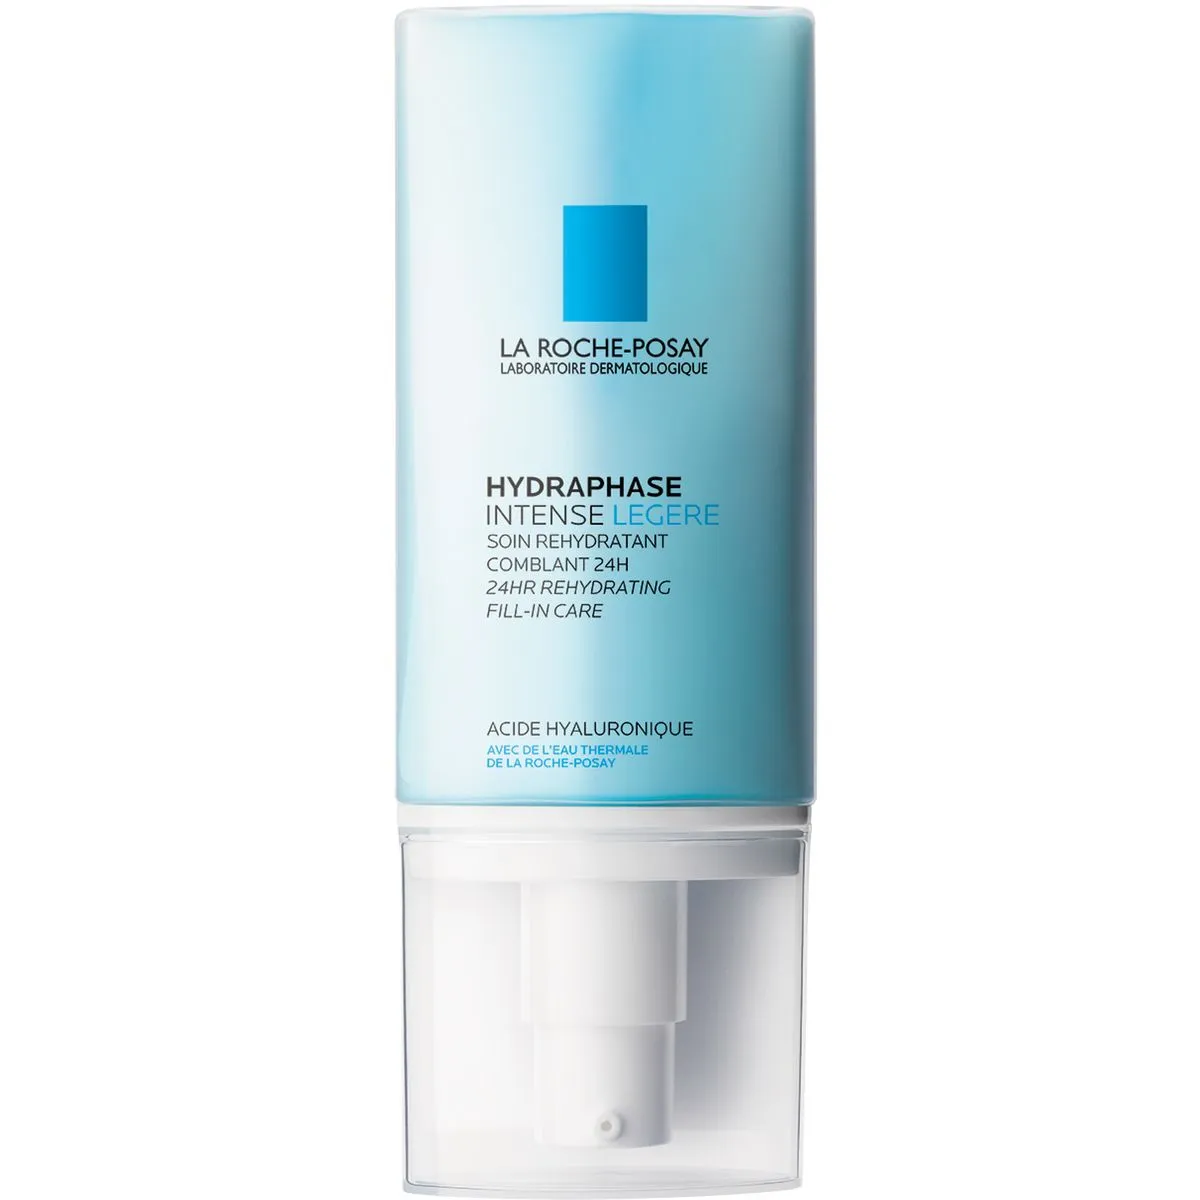 LA ROCHE-POSAY
LABORATOIRE DERMATOLOGIQUE
HYDRAPHASE
INTENSE LEGERE
SOIN REHYDRATANT
COMBLANT 24H
24HR REHYDRATING
FILL-IN CARE
ACIDE HYALURONIQUE
AVEC DE L'EAU THERMALE
DE LA ROCHE-POSAY